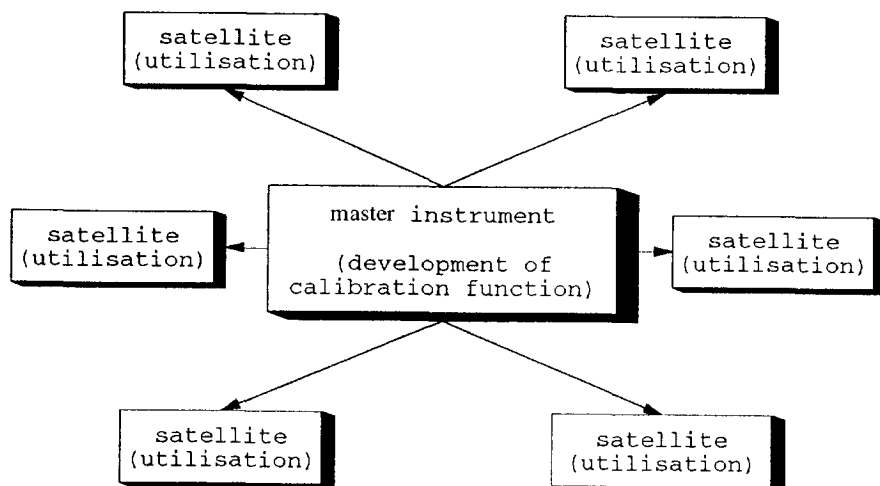 satellite
(utilisation)
satellite
(utilisation)
master instrument
(development of
calibration function)
satellite
(utilisation)
satellite
(utilisation)
satellite
(utilisation)
satellite
(utilisation)